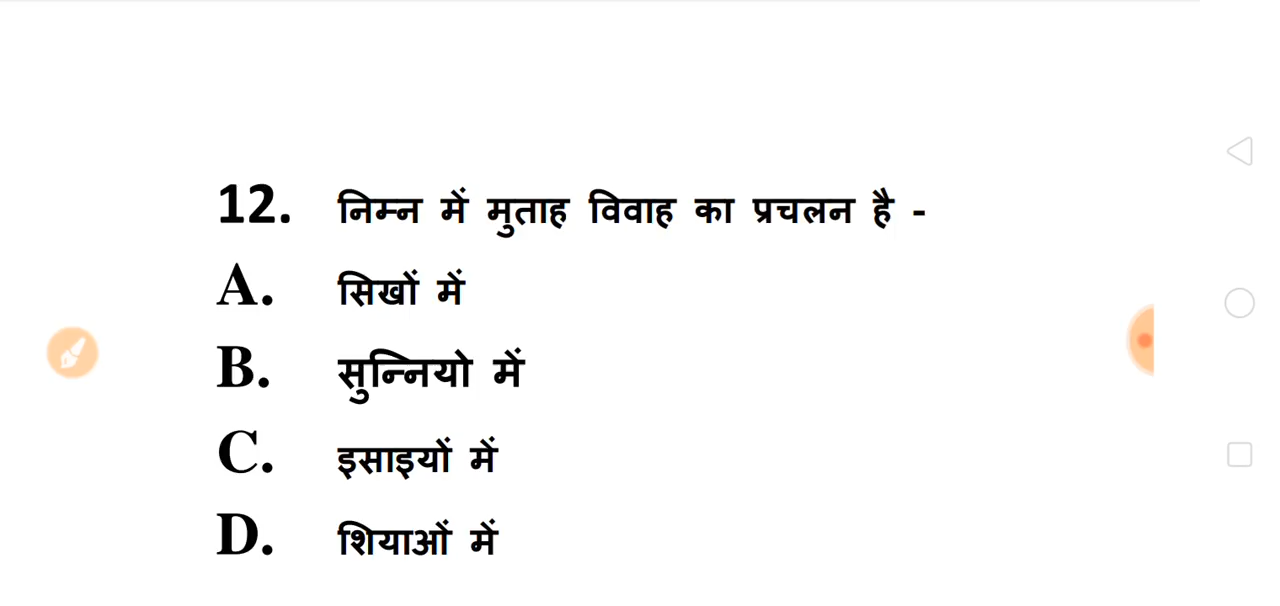 12. निम्न में मुताह विवाह का प्रचलन है -
A. सिखों में
B. सुन्नियो में
C. इसाइयों में
D. शियाओं में